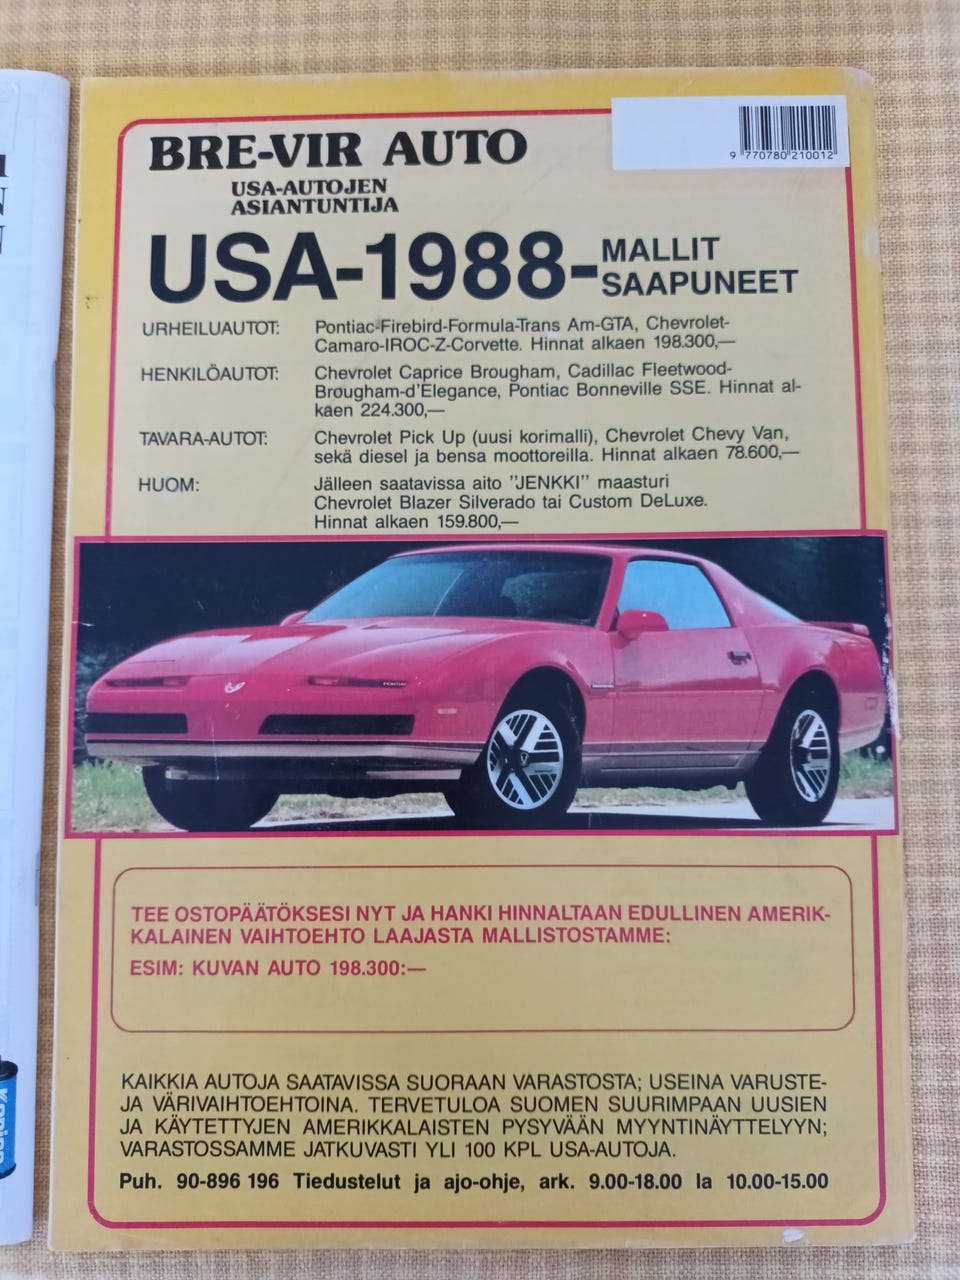 BRE-VIR AUTO
USA-AUTOJEN
ASIANTUNTIJA
9 770780 210012
USA-1988-MALLIT
SAAPUNEET
URHEILUAUTOT: Pontiac-Firebird-Formula-Trans Am-GTA, Chevrolet-
Camaro-IROC-Z-Corvette. Hinnat alkaen 198.300,—
HENKILÖAUTOT: Chevrolet Caprice Brougham, Cadillac Fleetwood-
Brougham-d'Elegance, Pontiac Bonneville SSE. Hinnat al-
kaen 224.300,—
TAVARA-AUTOT: Chevrolet Pick Up (uusi korimalli), Chevrolet Chevy Van,
sekä diesel ja bensa moottoreilla. Hinnat alkaen 78.600,—
HUOM: Jälleen saatavissa aito "JENKKI" maasturi
Chevrolet Blazer Silverado tai Custom DeLuxe.
Hinnat alkaen 159.800,—
PONTIAC
TEE OSTOPÄÄTÖKSESI NYT JA HANKI HINNALTAAN EDULLINEN AMERIK-
KALAINEN VAIHTOEHTO LAAJASTA MALLISTOSTAMME:
ESIM: KUVAN AUTO 198.300:—
KAIKKIA AUTOJA SAATAVISSA SUORAAN VARASTOSTA; USEINA VARUSTE-
JA VÄRIVAIHTOEHTOINA. TERVETULOA SUOMEN SUURIMPAAN UUSIEN
JA KÄYTETTYJEN AMERIKKALAISTEN PYSYVÄÄN MYYNTINÄYTTELYYN;
VARASTOSSAMME JATKUVASTI YLI 100 KPL USA-AUTOJA.
Puh. 90-896 196 Tiedustelut ja ajo-ohje, ark. 9.00-18.00 la 10.00-15.00